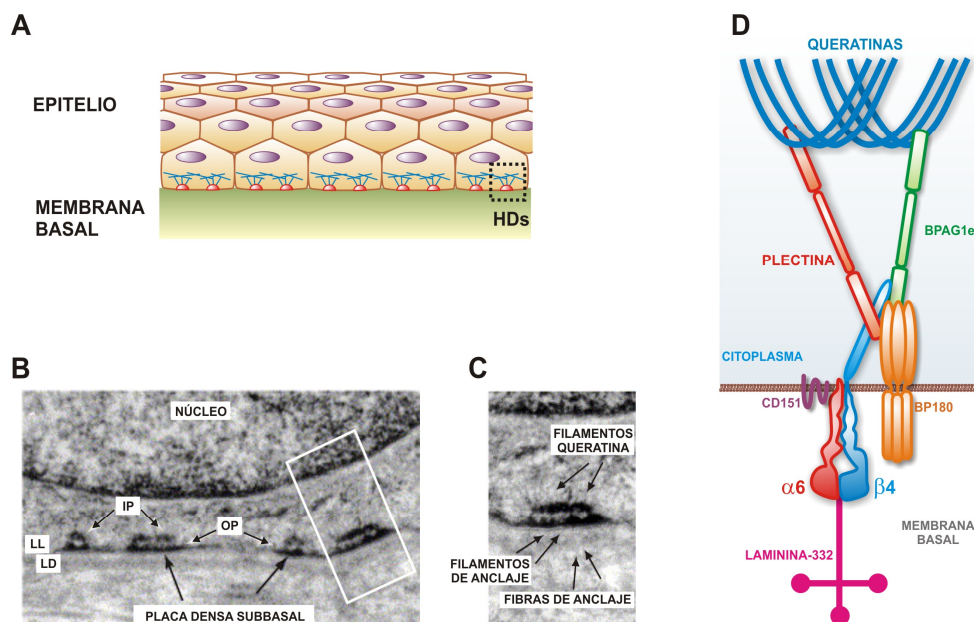 A
EPITELIO
MEMBRANA
BASAL
HDs
B
NÚCLEO
IP
OP
LL
LD
PLACA DENSA SUBBASAL
C
FILAMENTOS
QUERATINA
FILAMENTOS
DE ANCLAJE
FIBRAS DE ANCLAJE
D
QUERATINAS
BPAG1e
PLECTINA
CITOPLASMA
CD151
BP180
α6
β4
MEMBRANA
BASAL
LAMININA-332